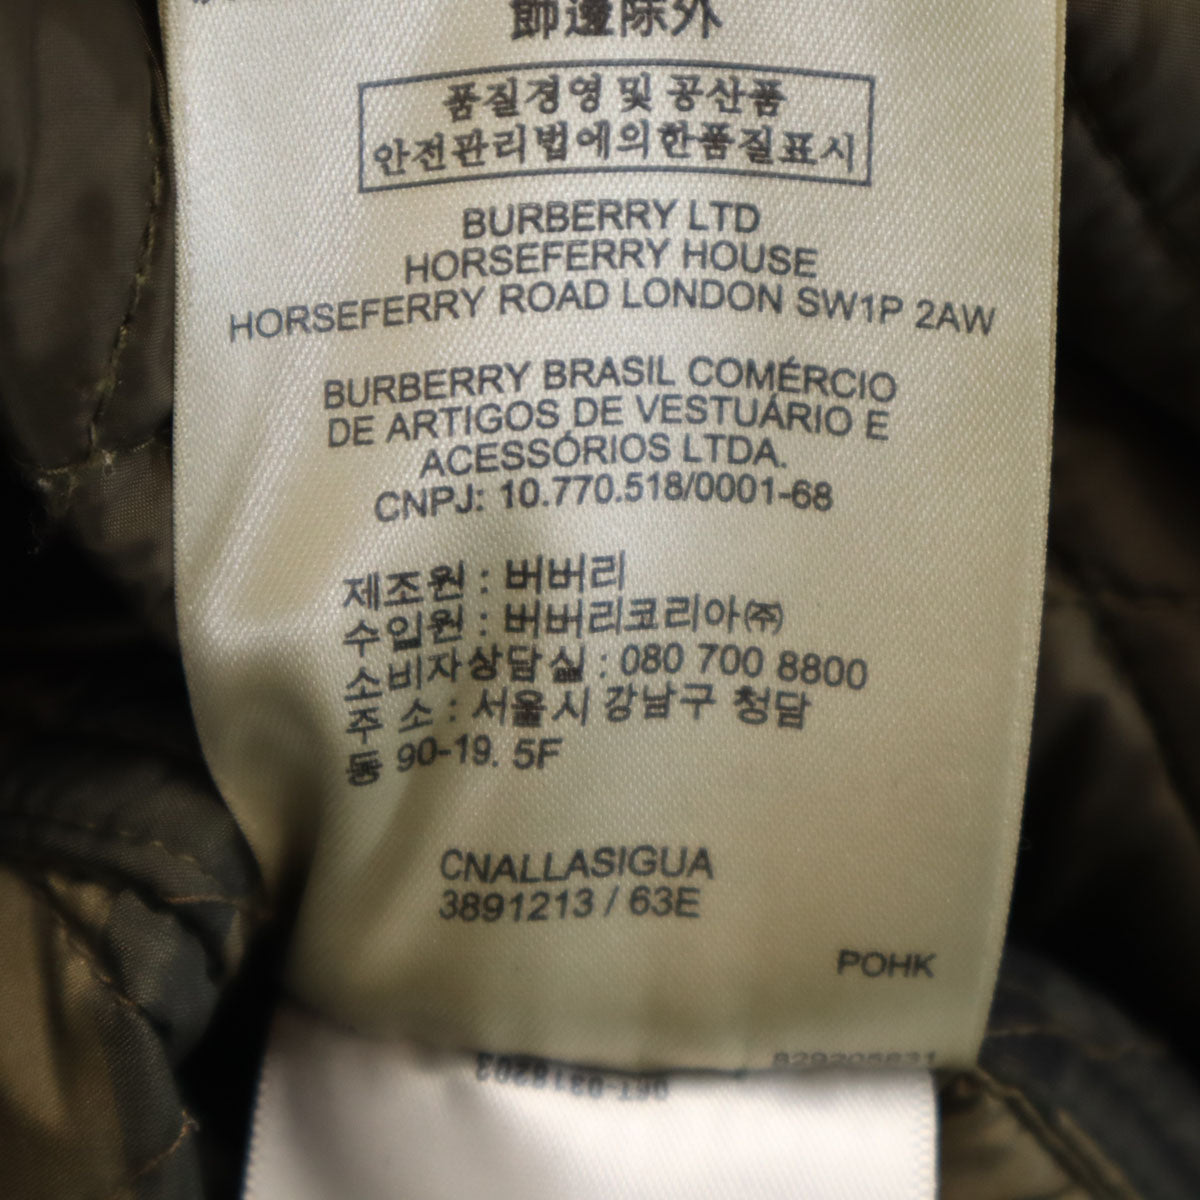 飾邊除外
품질경영 및 공산품
안전관리법에의한품질표시
BURBERRY LTD
HORSEFERRY HOUSE
HORSEFERRY ROAD LONDON SW1P 2AW
BURBERRY BRASIL COMÉRCIO
DE ARTIGOS DE VESTUÁRIO E
ACESSÓRIOS LTDA.
CNPJ: 10.770.518/0001-68
제조원 : 버버리
수입원 : 버버리코리아㈜
소비자상담실 : 080 700 8800
주 소 : 서울시 강남구 청담
동 90-19. 5F
CNALLASIGUA
3891213 / 63E
POHK